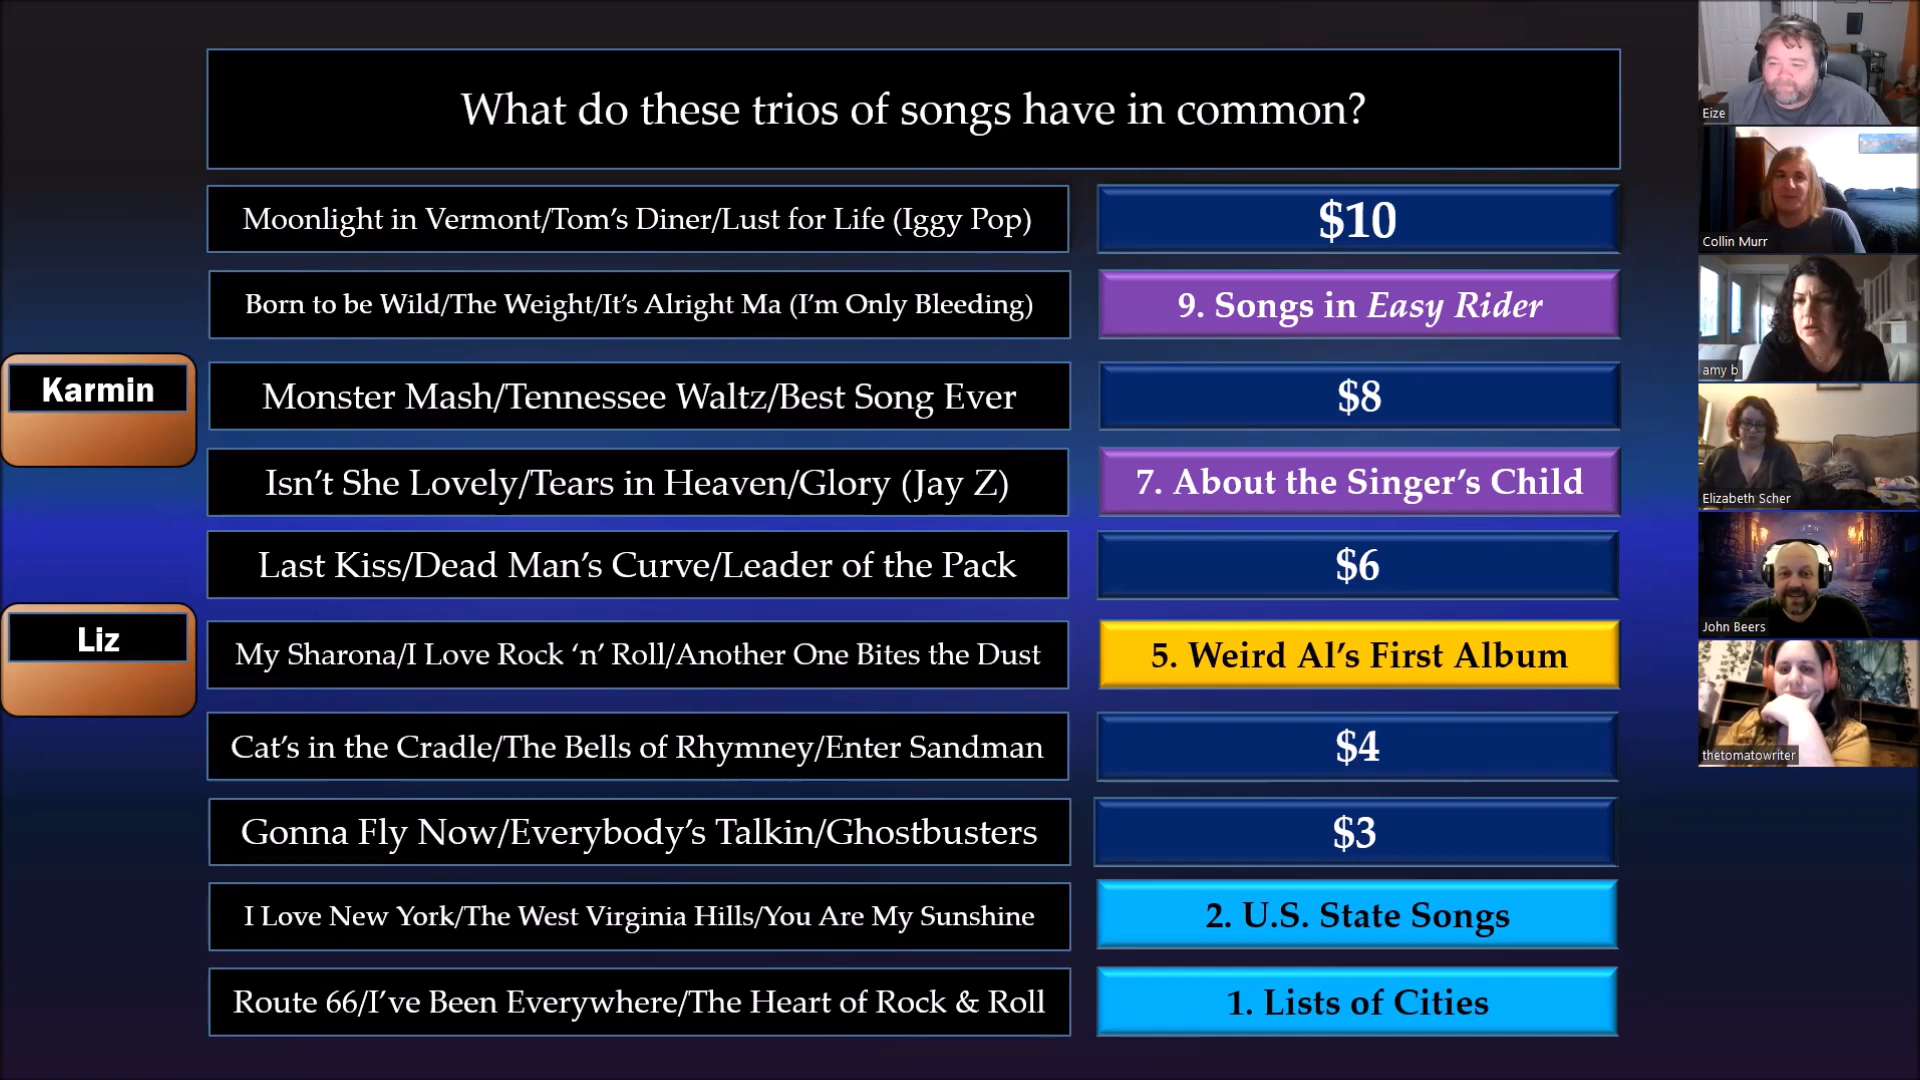 What do these trios of songs have in common?
Moonlight in Vermont/Tom's Diner/Lust for Life (Iggy Pop)
$10
Born to be Wild/The Weight/It's Alright Ma (I'm Only Bleeding)
9. Songs in Easy Rider
Karmin
Monster Mash/Tennessee Waltz/Best Song Ever
$8
Isn't She Lovely/Tears in Heaven/Glory (Jay Z)
7. About the Singer's Child
Last Kiss/Dead Man's Curve/Leader of the Pack
$6
Liz
My Sharona/I Love Rock 'n' Roll/Another One Bites the Dust
5. Weird Al's First Album
Cat's in the Cradle/The Bells of Rhymney/Enter Sandman
$4
Gonna Fly Now/Everybody's Talkin/Ghostbusters
$3
I Love New York/The West Virginia Hills/You Are My Sunshine
2. U.S. State Songs
Route 66/I've Been Everywhere/The Heart of Rock & Roll
1. Lists of Cities
Eize
Collin Murr
amy b
Elizabeth Scher
John Beers
thetomatowriter